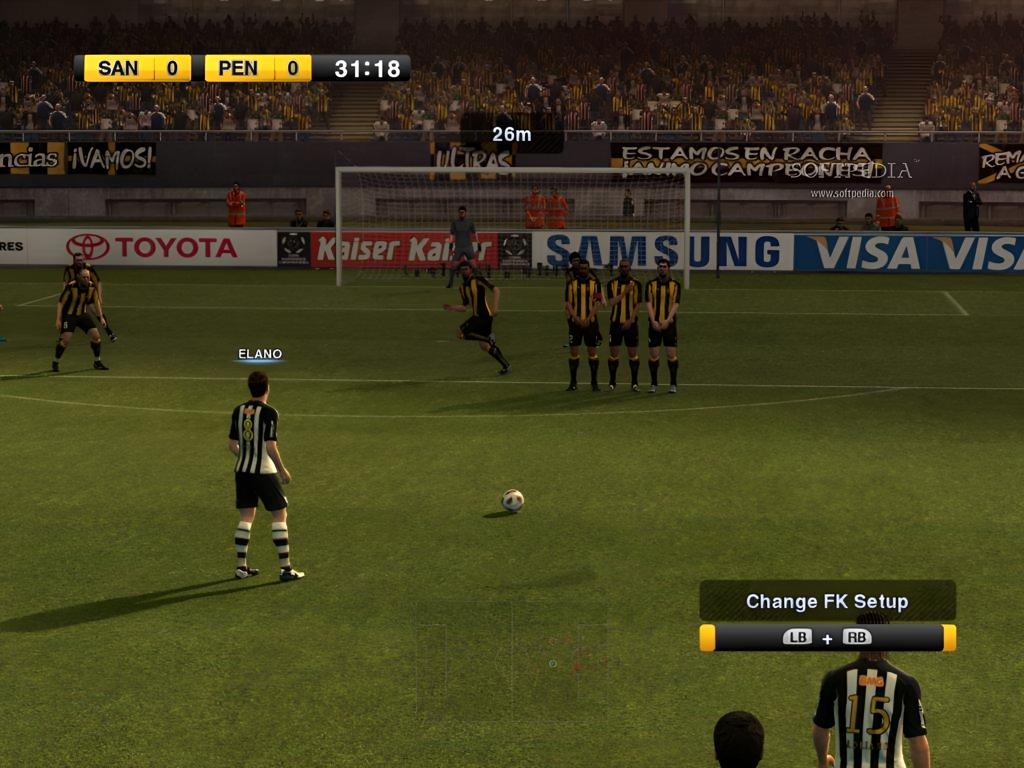 SAN 0 PEN 0 31:18
26m
ncias ¡VAMOS! ULTRAS ESTAMOS EN RACHA
SOFTPEDIA
www.softpedia.com
RES TOYOTA Kaiser Kaiser SAMSUNG VISA VISA
ELANO
8
Change FK Setup
LB + RB
BMG
15